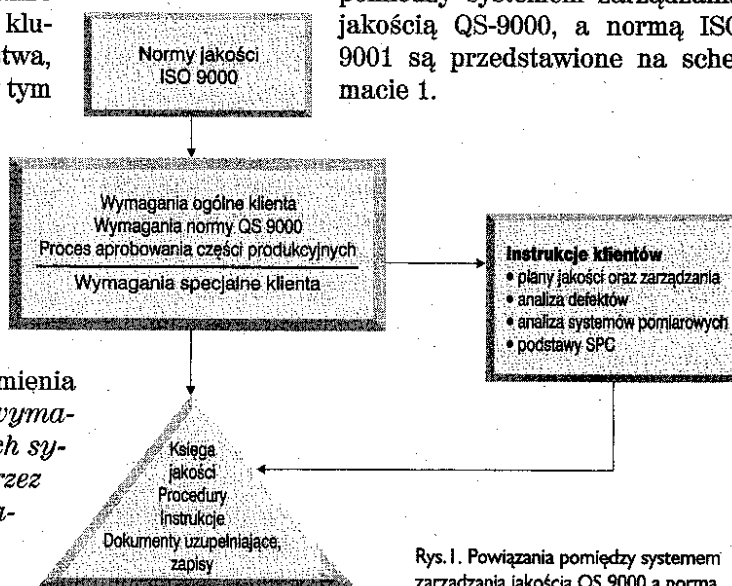 klu-
twa,
tym
jakością QS-9000, a normą ISO
9001 są przedstawione na sche
macie 1.
Normy jakości
ISO 9000
Wymagania ogólne klienta
Wymagania normy QS 9000
Proces aprobowania części produkcyjnych
Wymagania specjalne klienta
Instrukcje klientów
• plany jakości oraz zarządzania
• analiza defektów
• analiza systemów pomiarowych
• podstawy SPC
mienia
wyma-
ch sy-
rzez
a-
Księga
jakości
Procedury
Instrukcje
Dokumenty uzupełniające,
zapisy
Rys. 1. Powiązania pomiędzy systemem
zarządzania jakością QS 9000 a normą